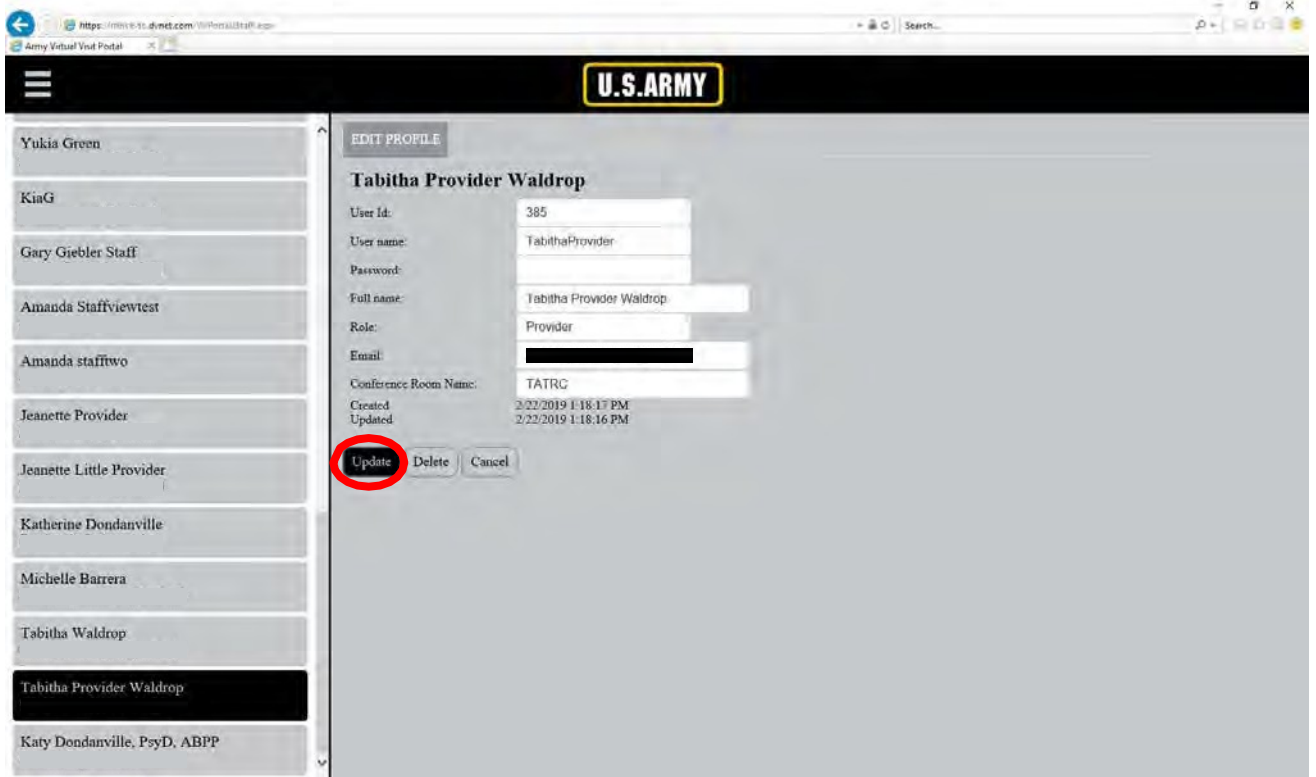 Search...
Army Virtual Visit Portal
U.S.ARMY
Yukia Green
KiaG
Gary Giebler Staff
Amanda Staffviewtest
Amanda stafftwo
Jeanette Provider
Jeanette Little Provider
Katherine Dondanville
Michelle Barrera
Tabitha Waldrop
Tabitha Provider Waldrop
Katy Dondanville, PsyD, ABPP
EDIT PROFILE
Tabitha Provider Waldrop
User Id: 385
User name: TabithaProvider
Password:
Full name: Tabitha Provider Waldrop
Role: Provider
Email:
Conference Room Name: TATRC
Created 2/22/2019 1:18:17 PM
Updated 2/22/2019 1:18:16 PM
Update Delete Cancel